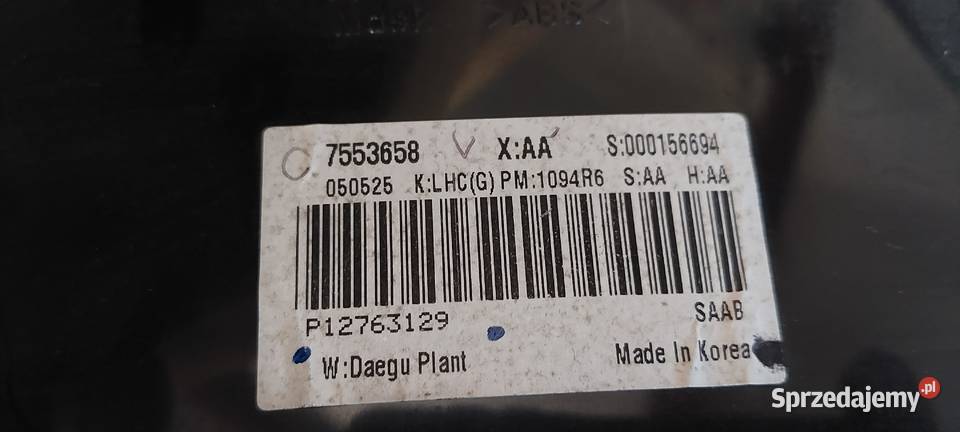 >ABS<
7553658 X:AA S:000156694
050525 K:LHC(G) PM:1094R6 S:AA H:AA
P12763129 SAAB
W:Daegu Plant Made In Korea
Sprzedajemy.pl